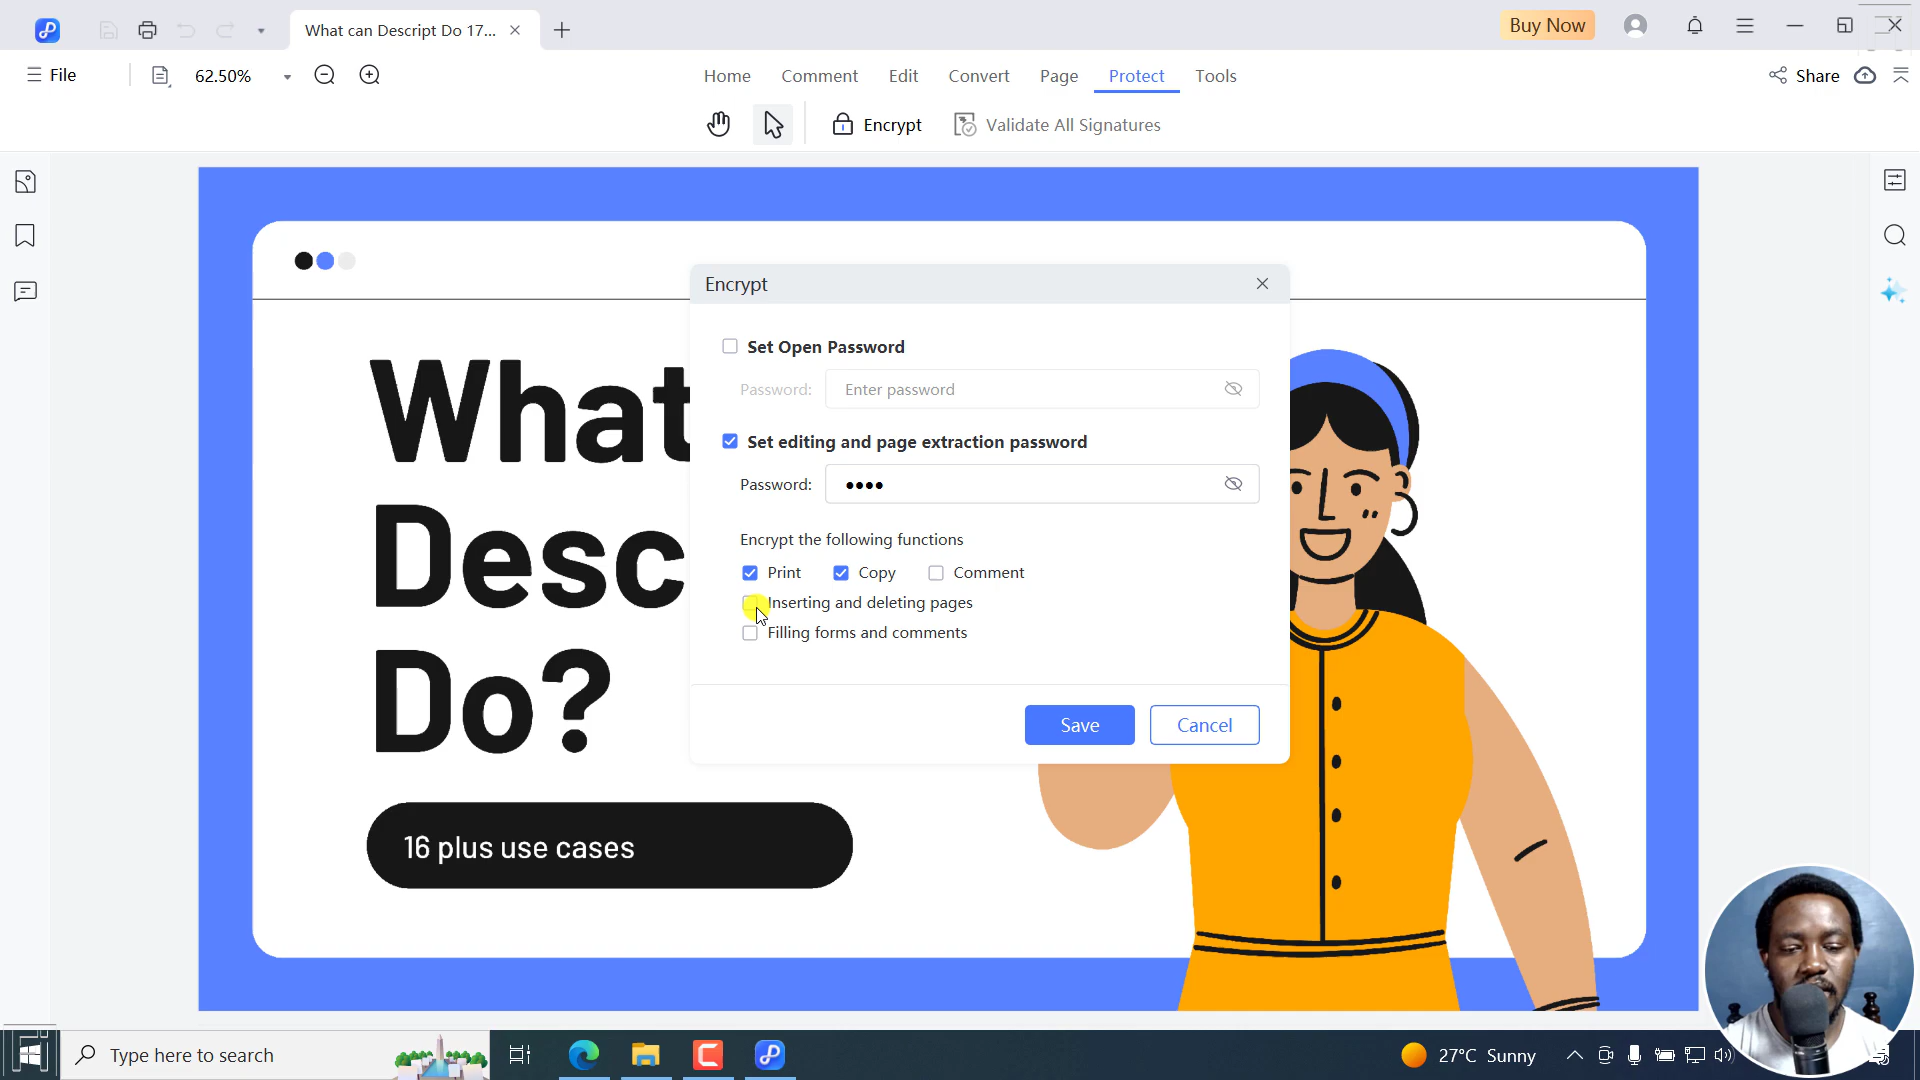 What can Descript Do 17...
Buy Now
File
62.50%
Home
Comment
Edit
Convert
Page
Protect
Tools
Share
Encrypt
Validate All Signatures
What
Desc
Do?
16 plus use cases
Encrypt
Set Open Password
Password:
Enter password
Set editing and page extraction password
Password:
Encrypt the following functions
Print
Copy
Comment
Inserting and deleting pages
Filling forms and comments
Save
Cancel
Type here to search
27°C Sunny